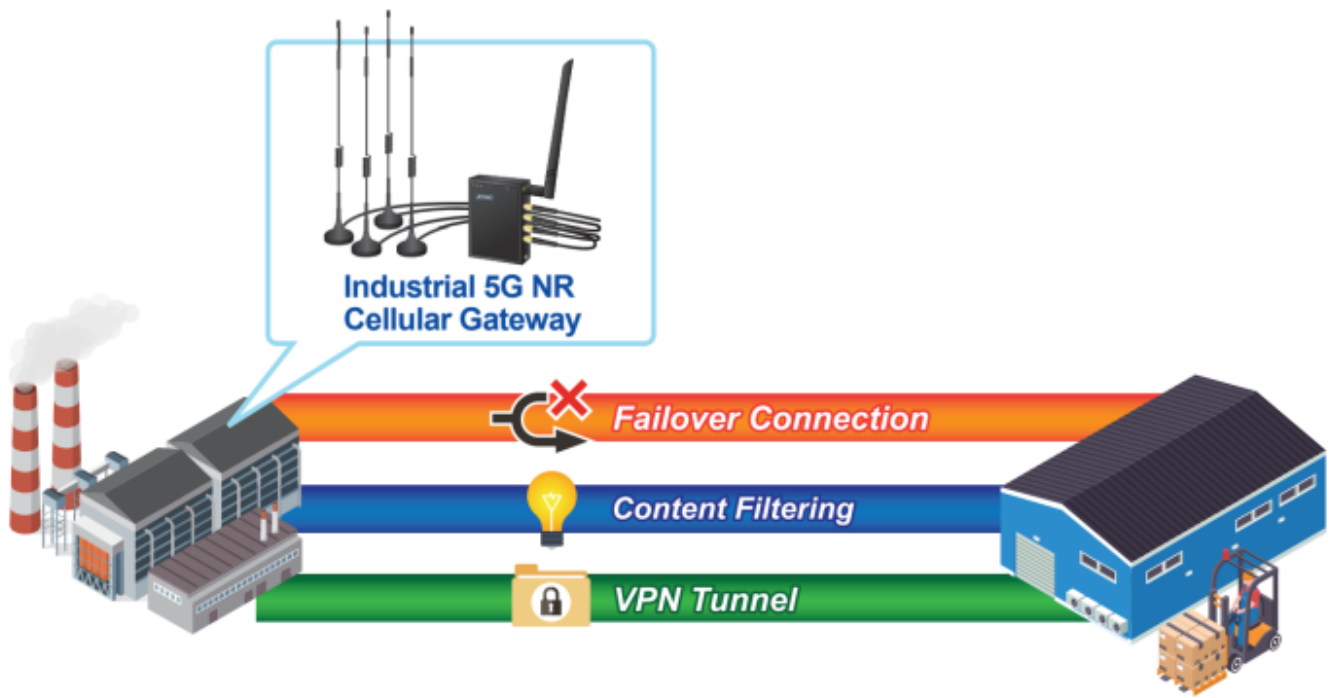 Industrial 5G NR
Cellular Gateway
Failover Connection
Content Filtering
VPN Tunnel